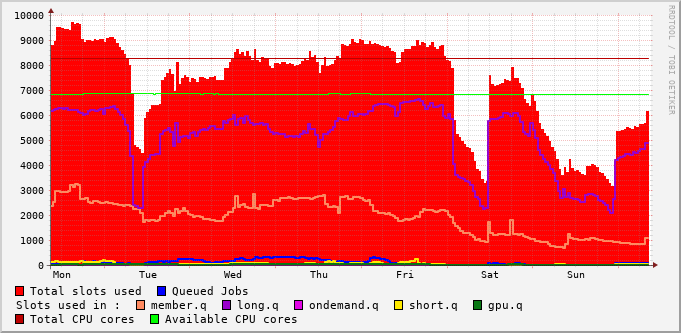 10000
9000
8000
7000
6000
5000
4000
3000
2000
1000
0
Mon Tue Wed Thu Fri Sat Sun
RRDTOOL / TOBI OETIKER
Total slots used Queued Jobs
Slots used in : member.q long.q ondemand.q short.q gpu.q
Total CPU cores Available CPU cores